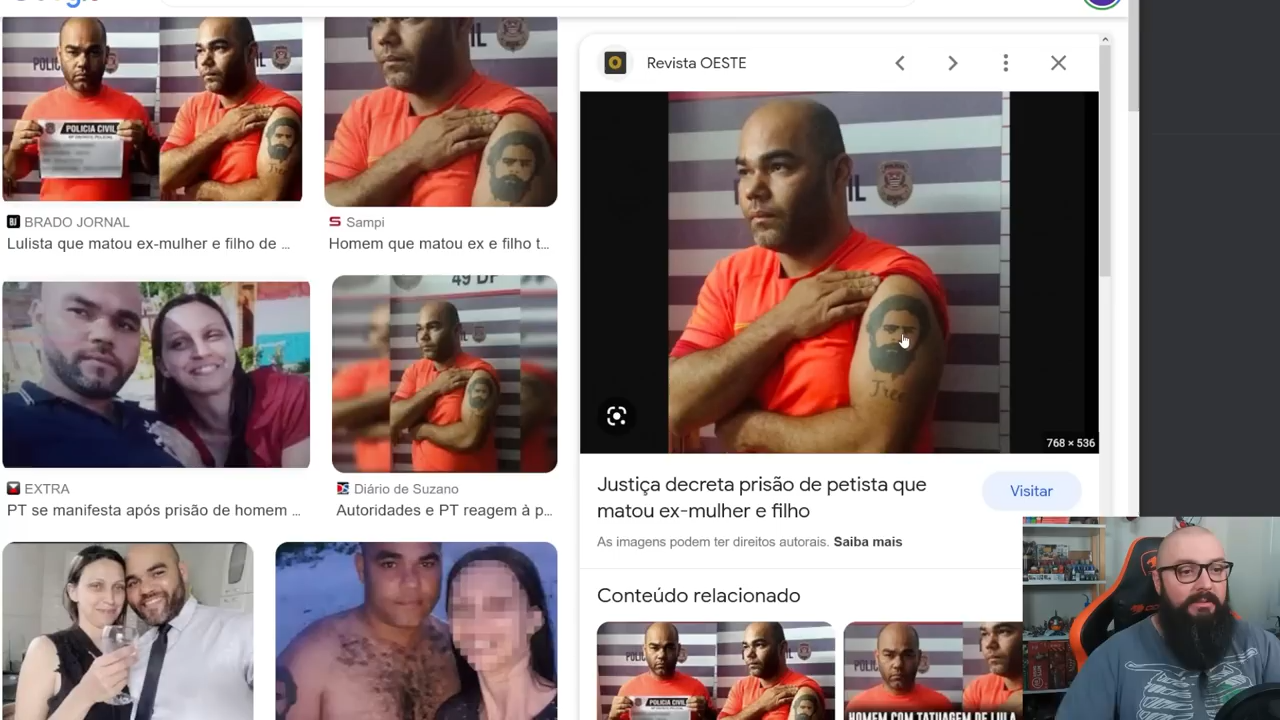 POLICIA CIVIL
BRADO JORNAL
Lulista que matou ex-mulher e filho de ...
Sampi
Homem que matou ex e filho t...
49 DP
EXTRA
PT se manifesta após prisão de homem ...
Diário de Suzano
Autoridades e PT reagem à p...
Revista OESTE
768 × 536
Justiça decreta prisão de petista que
matou ex-mulher e filho
Visitar
As imagens podem ter direitos autorais. Saiba mais
Conteúdo relacionado
POLICIA CIVIL
HOMEM COM TATUAGEM DE LULA